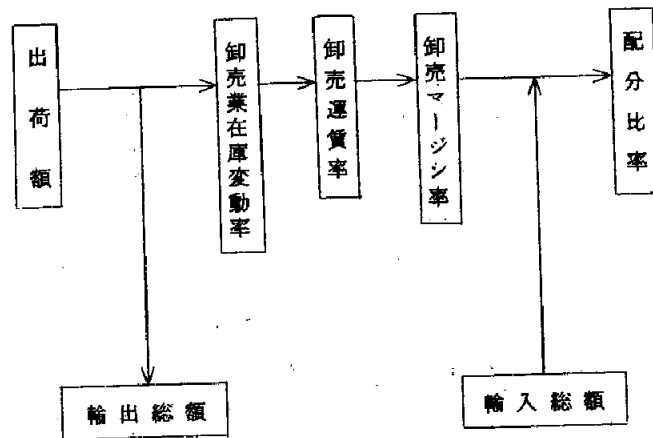 出荷額
卸売業在庫変動率
卸売運賃率
卸売マージン率
配分比率
輸出総額
輸入総額